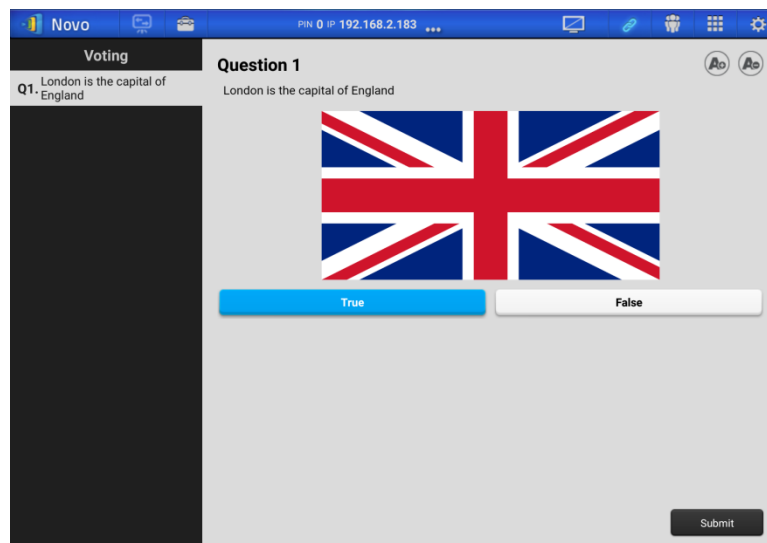 Novo
PIN 0 IP 192.168.2.183 ...
Voting
Q1. London is the capital of
England
Question 1
London is the capital of England
True
False
Submit